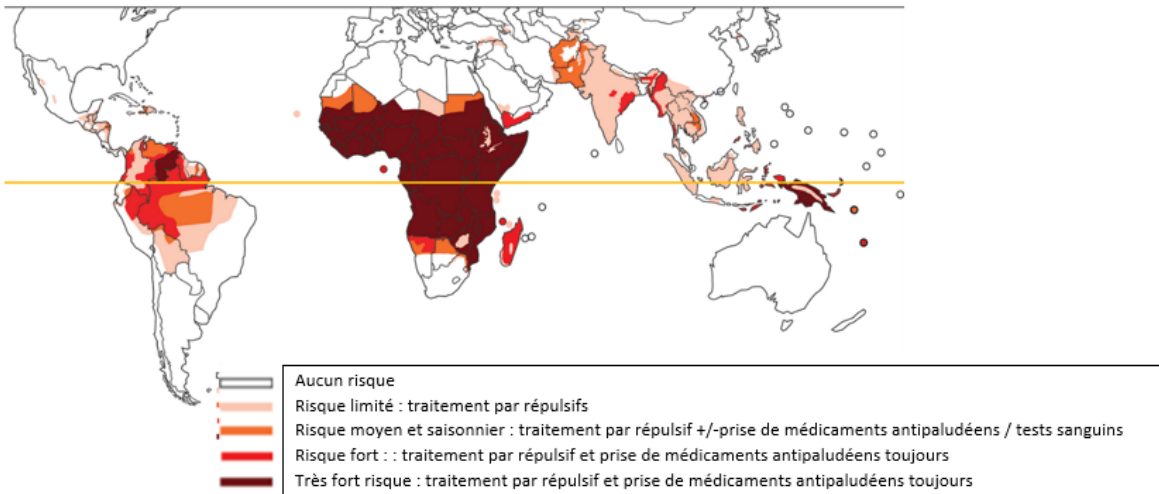 Aucun risque
Risque limité : traitement par répulsifs
Risque moyen et saisonnier : traitement par répulsif +/-prise de médicaments antipaludéens / tests sanguins
Risque fort : : traitement par répulsif et prise de médicaments antipaludéens toujours
Très fort risque : traitement par répulsif et prise de médicaments antipaludéens toujours